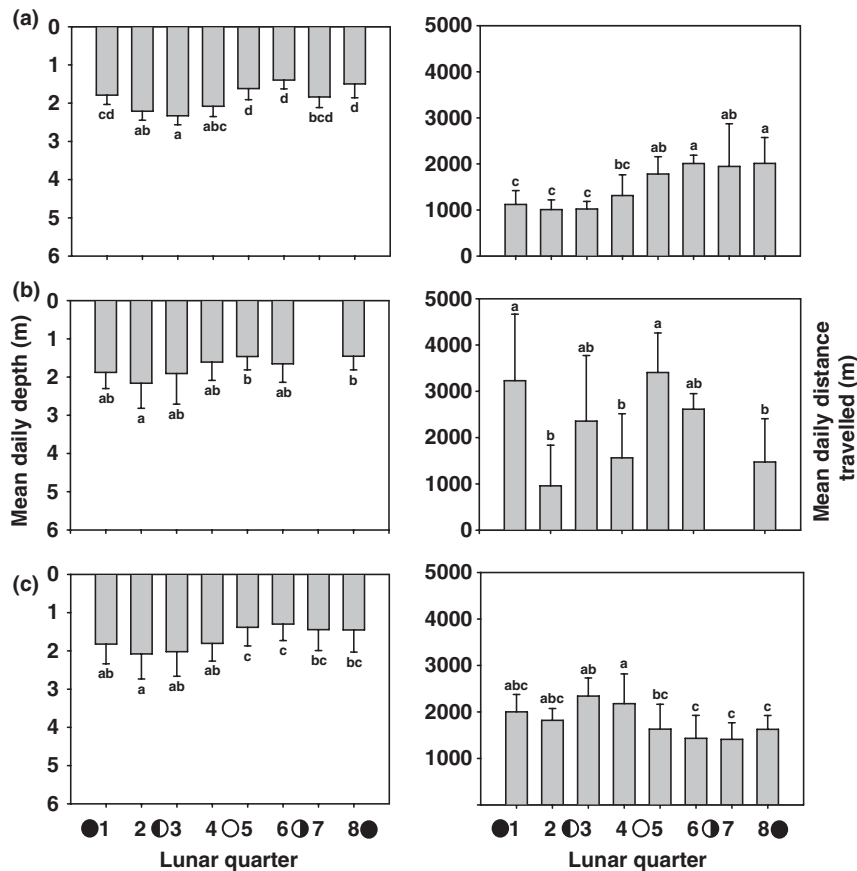 (a)
0
1
2
3
4
5
6
cd
ab
a
abc
d
d
bcd
d
5000
4000
3000
2000
1000
0
c
c
c
bc
ab
a
ab
a
(b)
Mean daily depth (m)
0
1
2
3
4
5
6
ab
a
ab
ab
b
ab
b
5000
4000
3000
2000
1000
0
a
b
ab
b
a
ab
b
Mean daily distance
travelled (m)
(c)
0
1
2
3
4
5
6
ab
a
ab
ab
c
c
bc
bc
1 2 3 4 5 6 7 8
Lunar quarter
5000
4000
3000
2000
1000
abc
abc
ab
a
bc
c
c
c
1 2 3 4 5 6 7 8
Lunar quarter